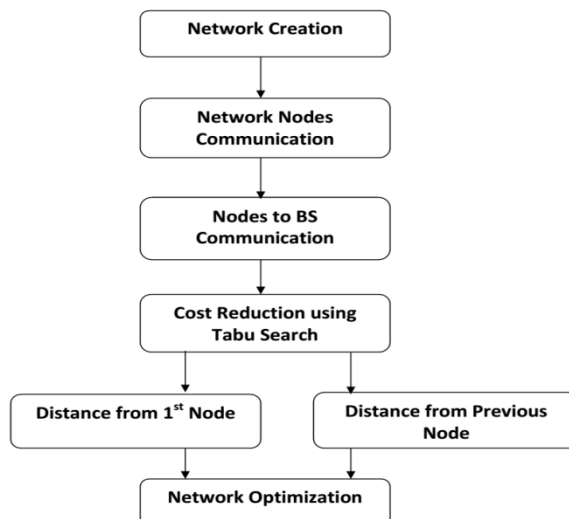 Network Creation
Network Nodes
Communication
Nodes to BS
Communication
Cost Reduction using
Tabu Search
Distance from 1st Node
Distance from Previous
Node
Network Optimization